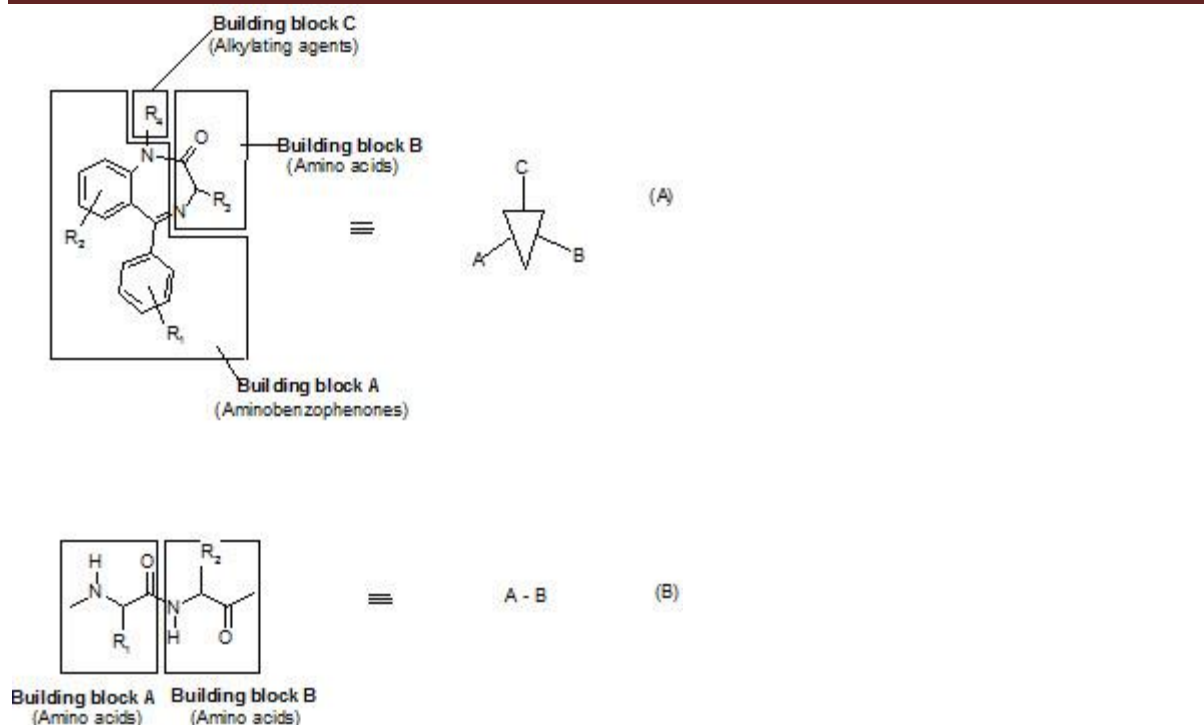 Building block C
(Alkylating agents)
R₄
N
O
Building block B
(Amino acids)
R₃
N
R₂
R₁
Building block A
(Aminobenzophenones)
≡
C
A
B
(A)
H
N
O
R₂
R₁
N
H
O
≡
A - B
(B)
Building block A
(Amino acids)
Building block B
(Amino acids)